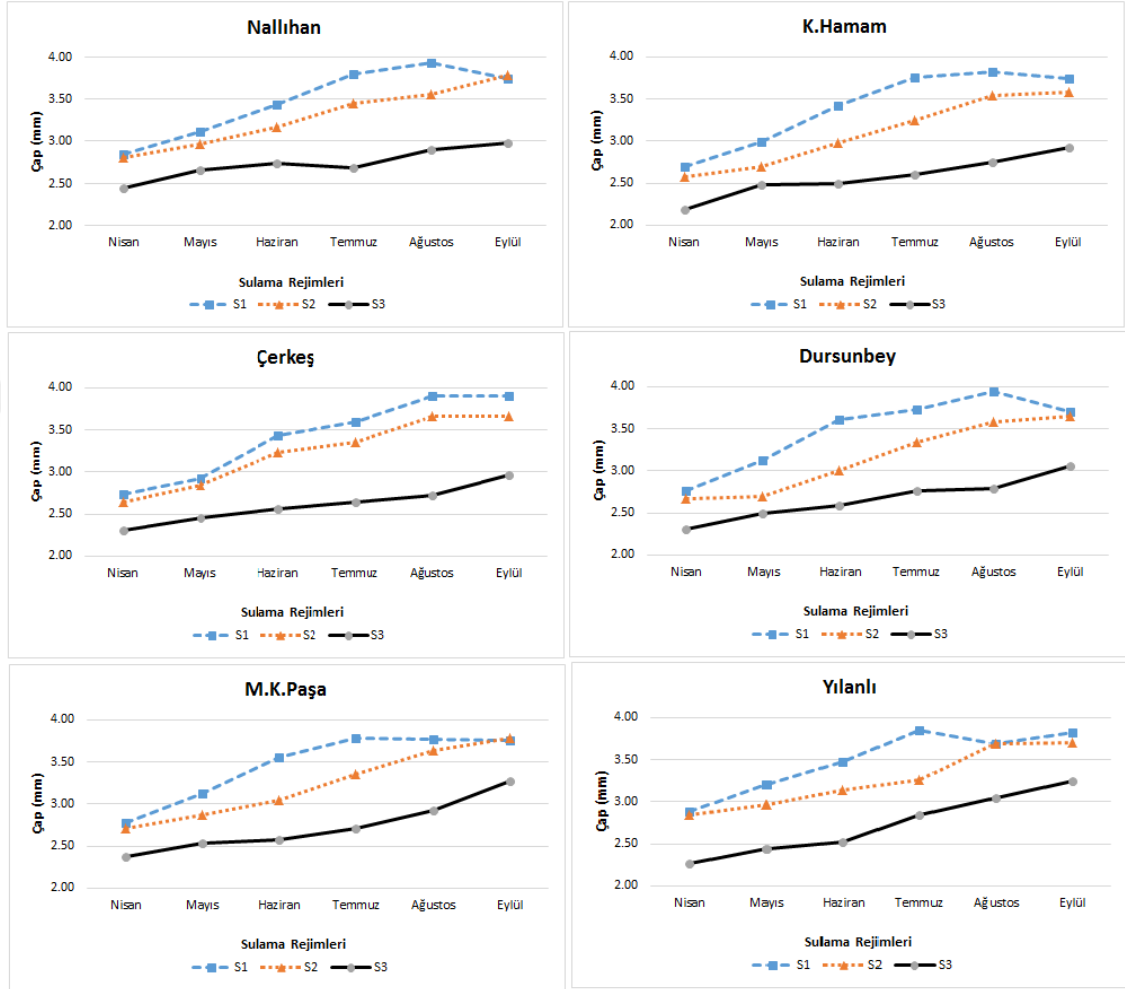 Nallıhan
Çap (mm)
4.00
3.50
3.00
2.50
2.00
Nisan Mayıs Haziran Temmuz Ağustos Eylül
Sulama Rejimleri
S1 S2 S3
K.Hamam
Çap (mm)
4.00
3.50
3.00
2.50
2.00
Nisan Mayıs Haziran Temmuz Ağustos Eylül
Sulama Rejimleri
S1 S2 S3
Çerkeş
Çap (mm)
4.00
3.50
3.00
2.50
2.00
Nisan Mayıs Haziran Temmuz Ağustos Eylül
Sulama Rejimleri
S1 S2 S3
Dursunbey
Çap (mm)
4.00
3.50
3.00
2.50
2.00
Nisan Mayıs Haziran Temmuz Ağustos Eylül
Sulama Rejimleri
S1 S2 S3
M.K.Paşa
Çap (mm)
4.00
3.50
3.00
2.50
2.00
Nisan Mayıs Haziran Temmuz Ağustos Eylül
Sulama Rejimleri
S1 S2 S3
Yılanlı
Çap (mm)
4.00
3.50
3.00
2.50
2.00
Nisan Mayıs Haziran Temmuz Ağustos Eylül
Sulama Rejimleri
S1 S2 S3